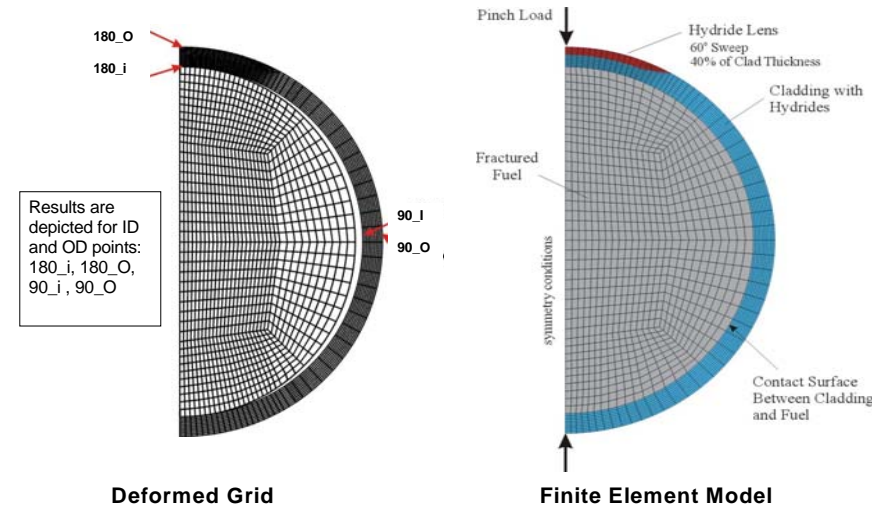 180_O
180_i
Results are
depicted for ID
and OD points:
180_i, 180_O,
90_i , 90_O
90_I
90_O
Deformed Grid
Pinch Load
Hydride Lens
60° Sweep
40% of Clad Thickness
Cladding with
Hydrides
Fractured
Fuel
symmetry conditions
Contact Surface
Between Cladding
and Fuel
Finite Element Model